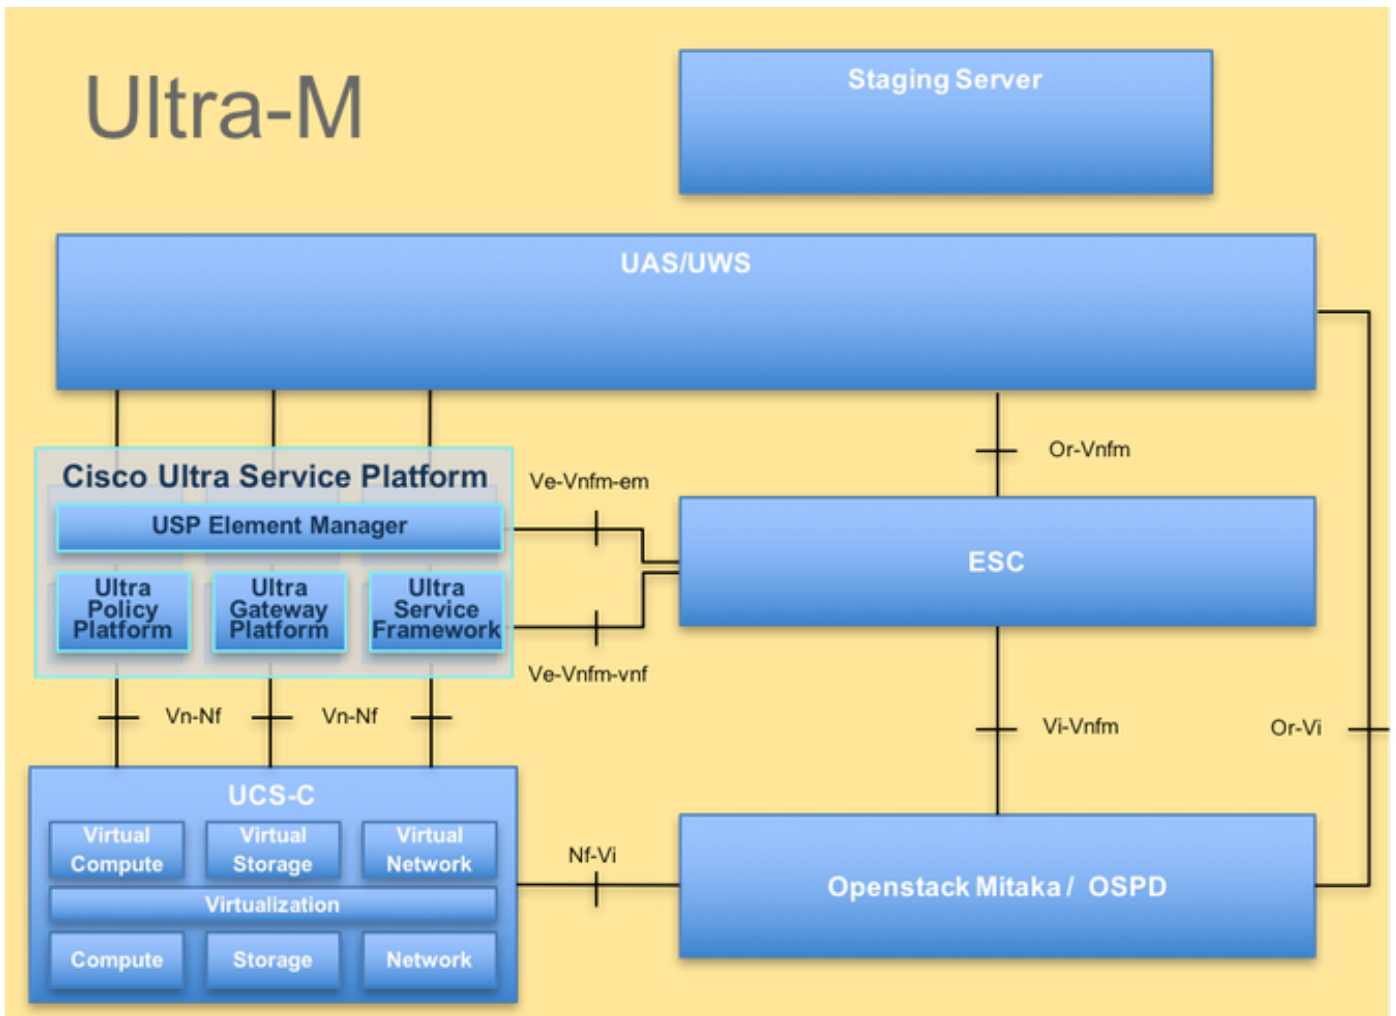 Ultra-M
Staging Server
UAS/UWS
Or-Vnfm
Cisco Ultra Service Platform
Ve-Vnfm-em
USP Element Manager
ESC
Ultra
Policy
Platform
Ultra
Gateway
Platform
Ultra
Service
Framework
Ve-Vnfm-vnf
Vn-Nf
Vn-Nf
Vi-Vnfm
Or-Vi
UCS-C
Virtual
Compute
Virtual
Storage
Virtual
Network
Nf-Vi
Openstack Mitaka / OSPD
Virtualization
Compute
Storage
Network